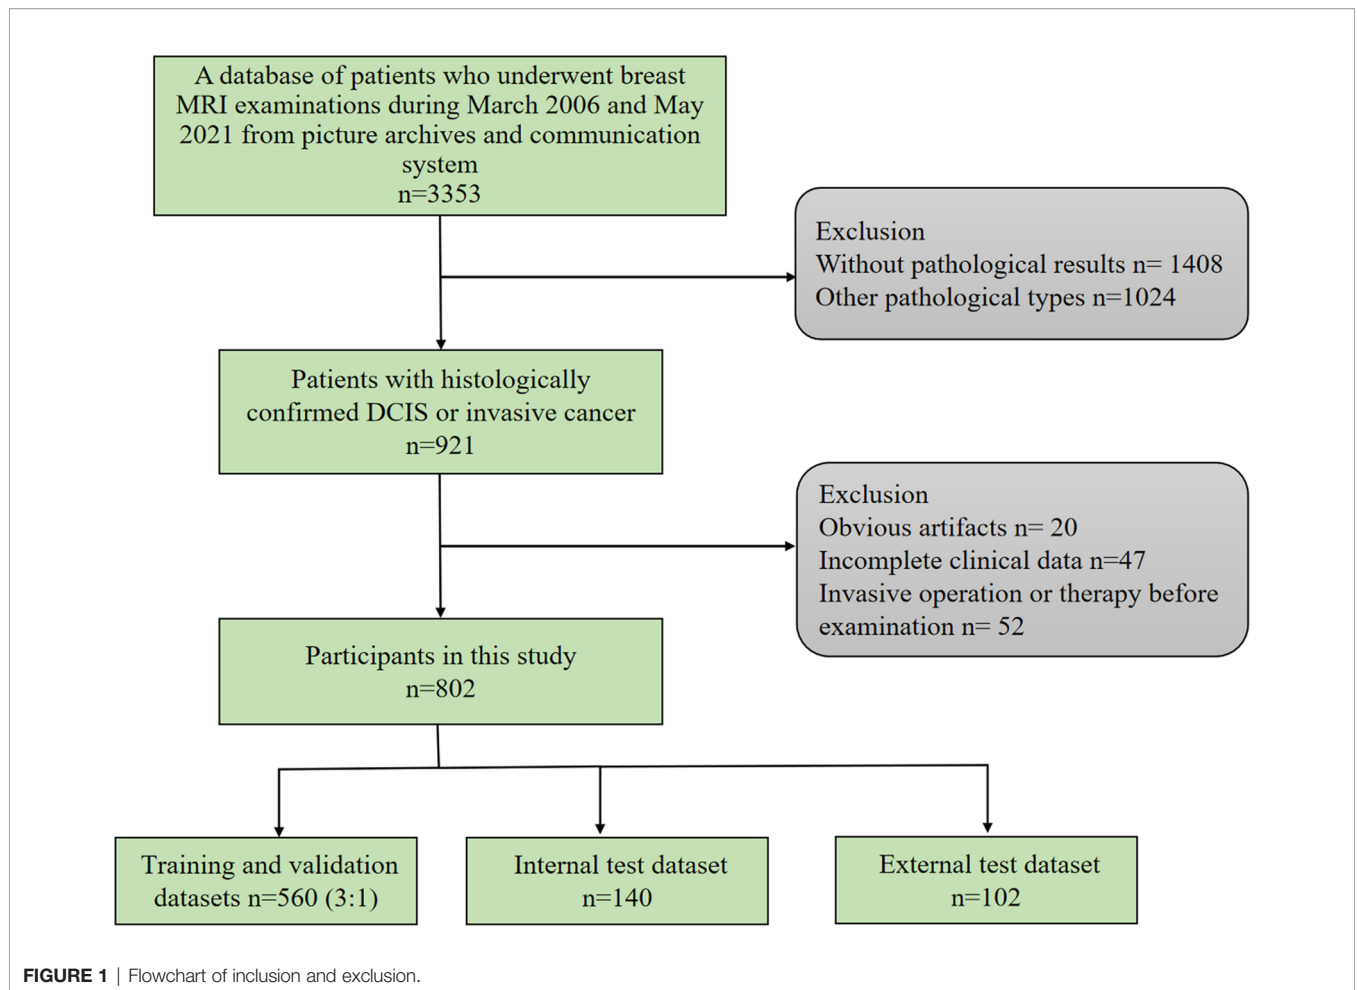 A database of patients who underwent breast
MRI examinations during March 2006 and May
2021 from picture archives and communication
system
n=3353
Exclusion
Without pathological results n= 1408
Other pathological types n=1024
Patients with histologically
confirmed DCIS or invasive cancer
n=921
Exclusion
Obvious artifacts n= 20
Incomplete clinical data n=47
Invasive operation or therapy before
examination n= 52
Participants in this study
n=802
Training and validation
datasets n=560 (3:1)
Internal test dataset
n=140
External test dataset
n=102
FIGURE 1 | Flowchart of inclusion and exclusion.